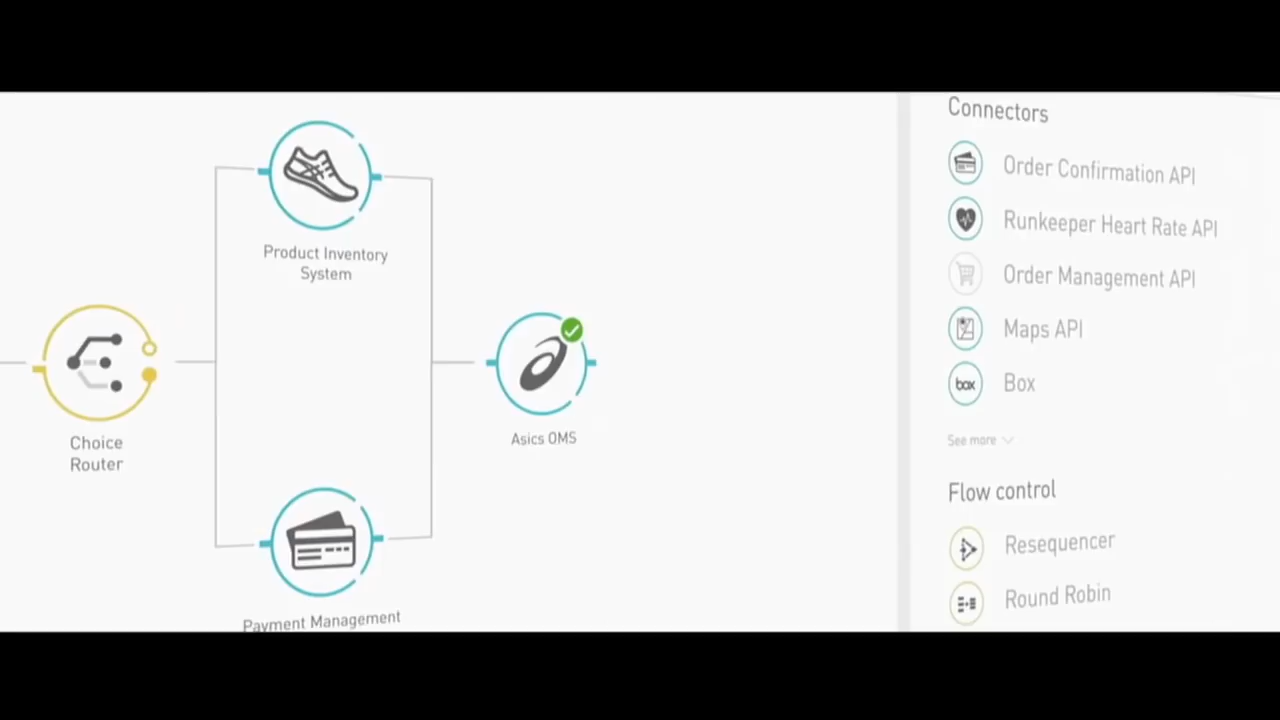 Product Inventory
System
Choice
Router
Asics OMS
Payment Management
Connectors
Order Confirmation API
Runkeeper Heart Rate API
Order Management API
Maps API
box
Box
See more
Flow control
Resequencer
Round Robin